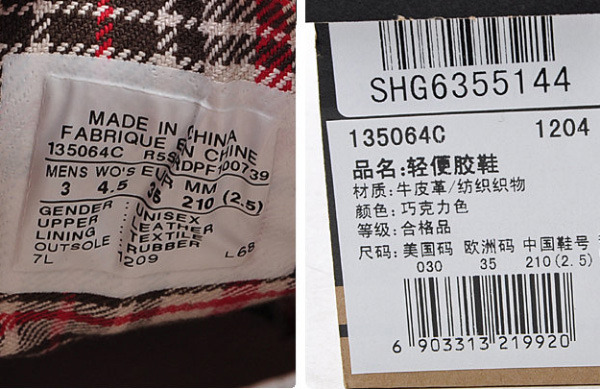 MADE IN CHINA
FABRIQUE EN CHINE
135064C
MENS WO'S EUR MM
3 4.5 35 210 (2.5)
GENDER : UNISEX
UPPER : LEATHER
LINING : TEXTILE
OUTSOLE : RUBBER
7L 1209 L65
SHG6355144
135064C 1204
品名:轻便胶鞋
材质:牛皮革/纺织织物
颜色:巧克力色
等级:合格品
尺码:美国码 欧洲码 中国鞋号
030 35 210(2.5)
6 903313 219920